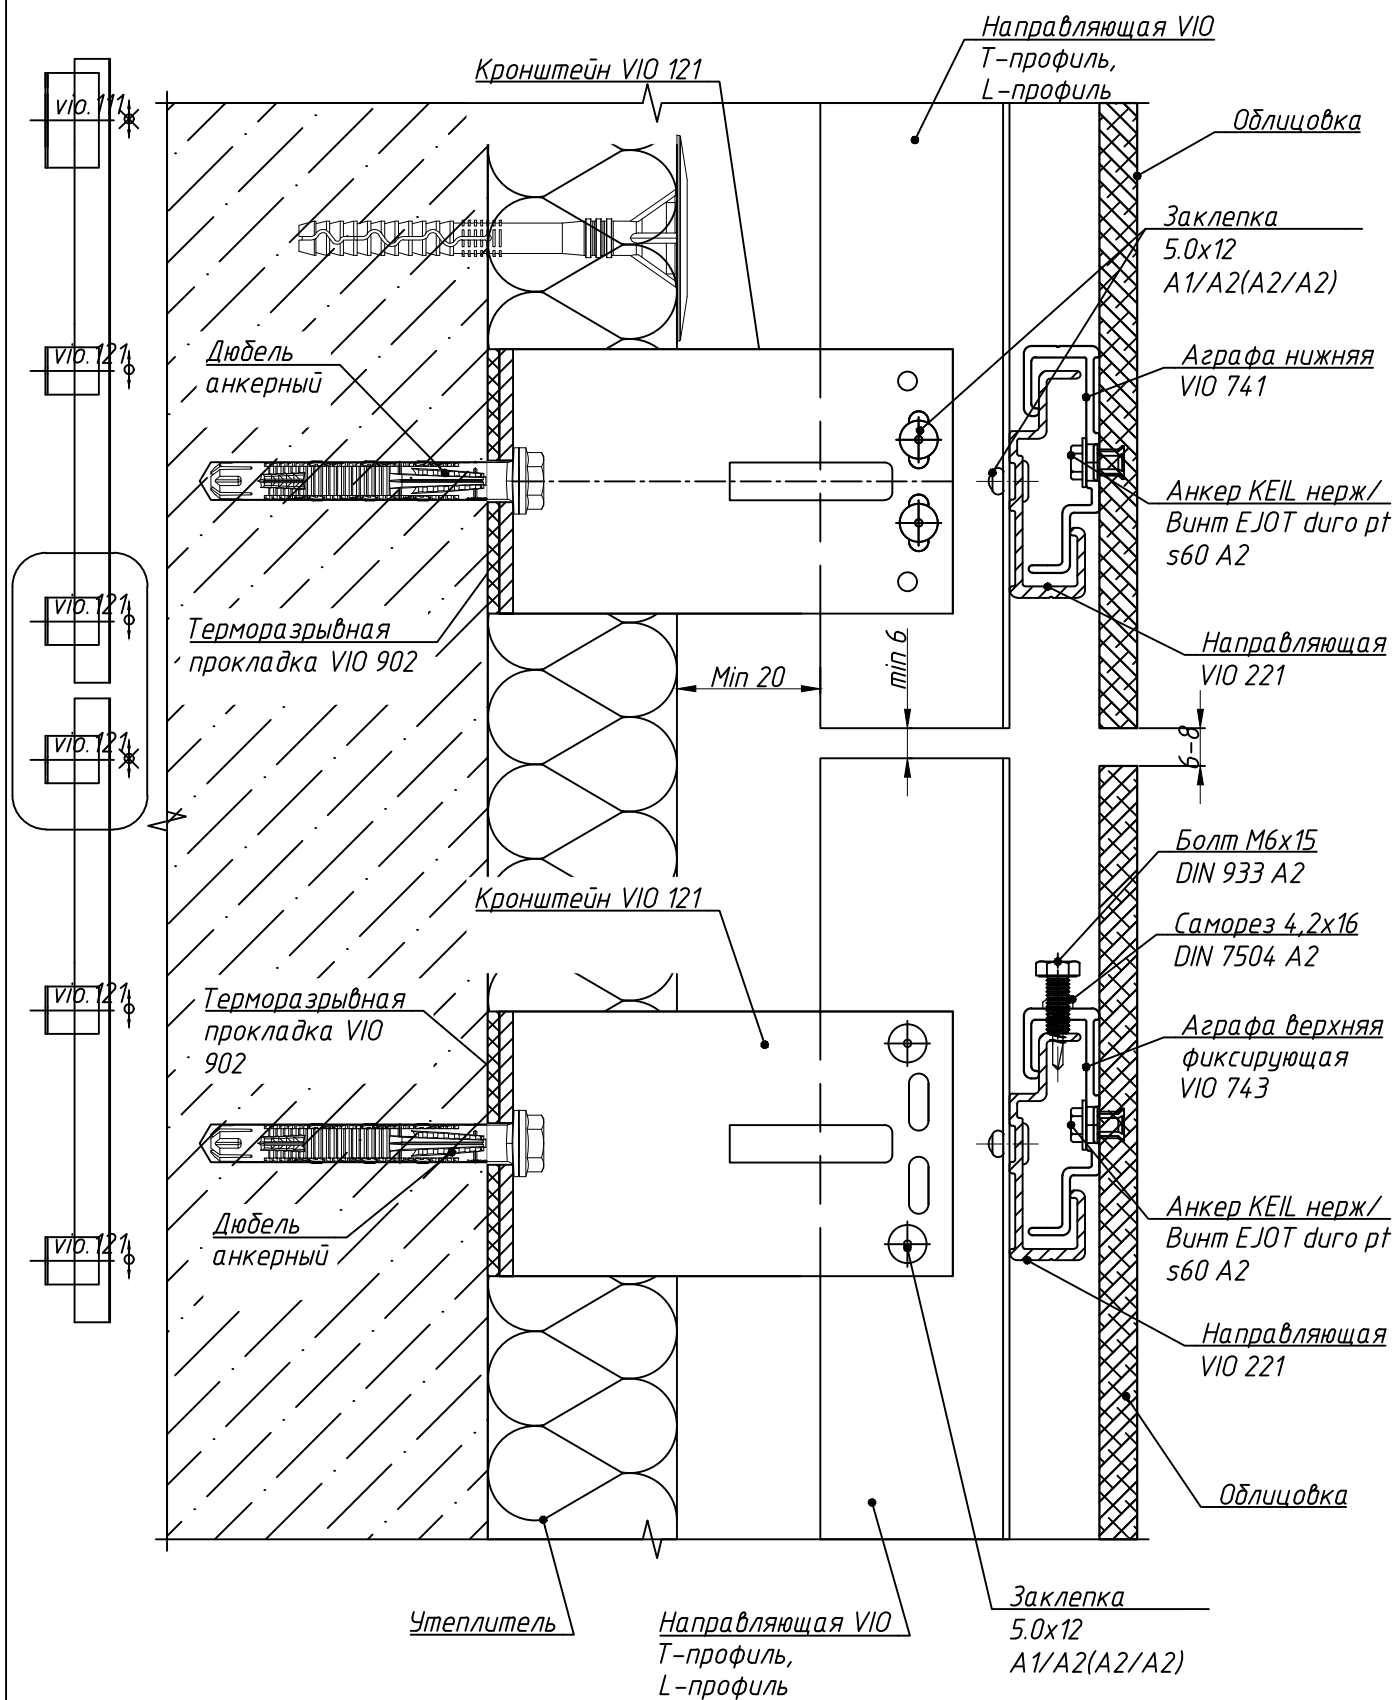 Направляющая VIO
Т-профиль,
L-профиль
Кронштейн VIO 121
vio.111
Облицовка
Заклепка
5.0х12
А1/А2(А2/А2)
vio.121
Дюбель
анкерный
Аграфа нижняя
VIO 741
Анкер KEIL нерж/
Винт EJOT duro pt
s60 A2
vio.121
Терморазрывная
прокладка VIO 902
Направляющая
VIO 221
Min 20
min 6
6-8
vio.121
Болт М6х15
DIN 933 A2
Кронштейн VIO 121
Саморез 4,2х16
DIN 7504 A2
vio.121
Терморазрывная
прокладка VIO
902
Аграфа верхняя
фиксирующая
VIO 743
Дюбель
анкерный
vio.121
Анкер KEIL нерж/
Винт EJOT duro pt
s60 A2
Направляющая
VIO 221
Облицовка
Утеплитель
Направляющая VIO
Т-профиль,
L-профиль
Заклепка
5.0х12
А1/А2(А2/А2)